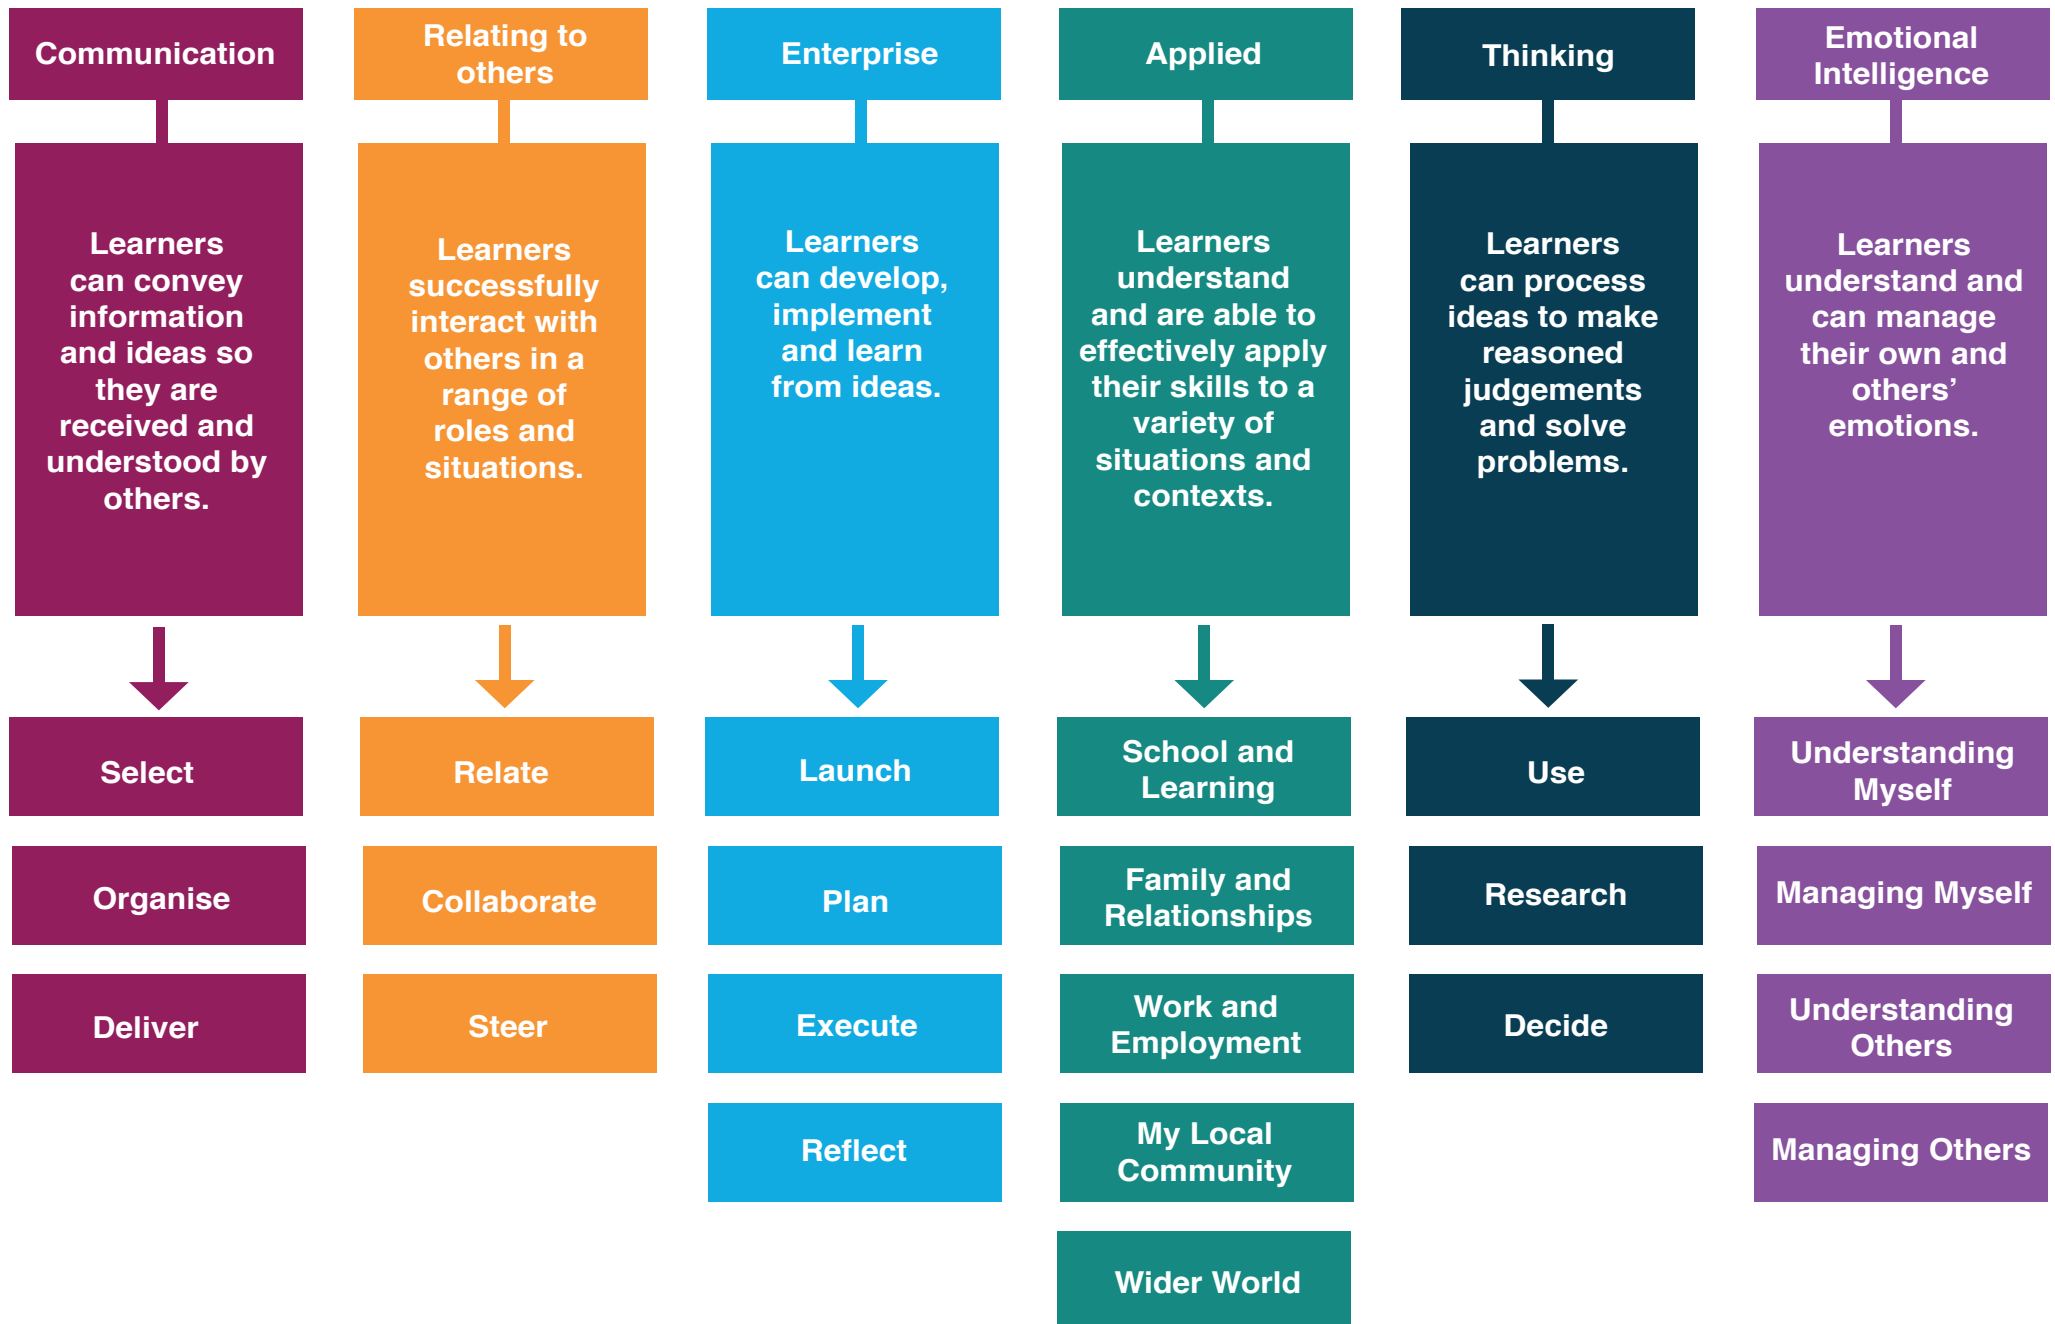 Communication
Relating to
others
Enterprise
Applied
Thinking
Emotional
Intelligence
Learners
can convey
information
and ideas so
they are
received and
understood by
others.
Learners
successfully
interact with
others in a
range of
roles and
situations.
Learners
can develop,
implement
and learn
from ideas.
Learners
understand
and are able to
effectively apply
their skills to a
variety of
situations and
contexts.
Learners
can process
ideas to make
reasoned
judgements
and solve
problems.
Learners
understand and
can manage
their own and
others’
emotions.
Select
Relate
Launch
School and
Learning
Use
Understanding
Myself
Organise
Collaborate
Plan
Family and
Relationships
Research
Managing Myself
Deliver
Steer
Execute
Work and
Employment
Decide
Understanding
Others
Reflect
My Local
Community
Managing Others
Wider World